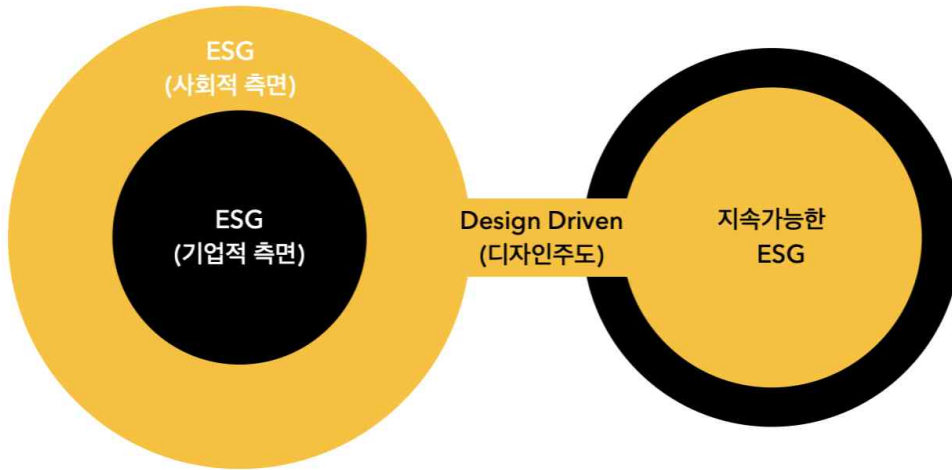 ESG
(사회적 측면)
ESG
(기업적 측면)
Design Driven
(디자인주도)
지속가능한
ESG